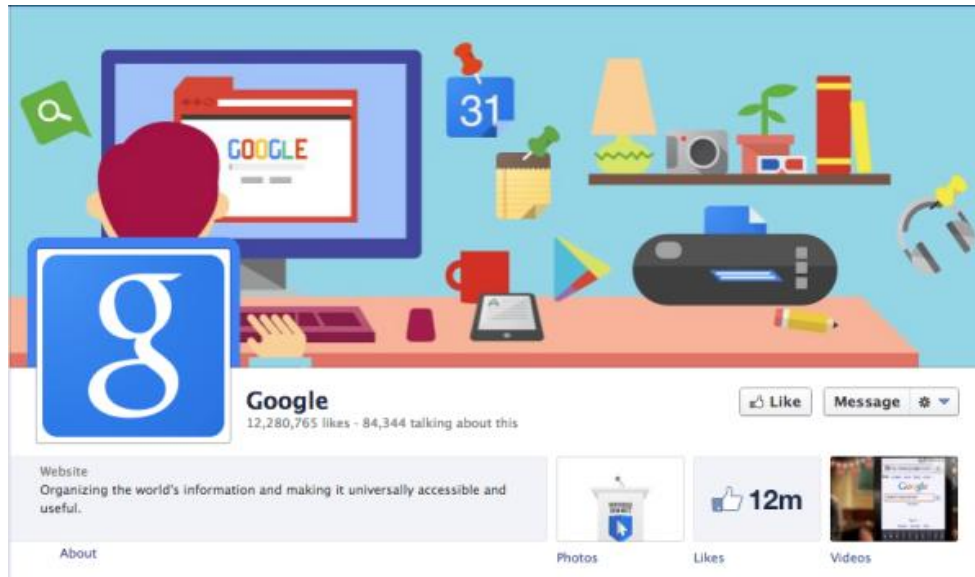 GOOGLE
31
g
Google
12,280,765 likes · 84,344 talking about this
Like
Message
Website
Organizing the world's information and making it universally accessible and
useful.
About
12m
Google
Photos
Likes
Videos